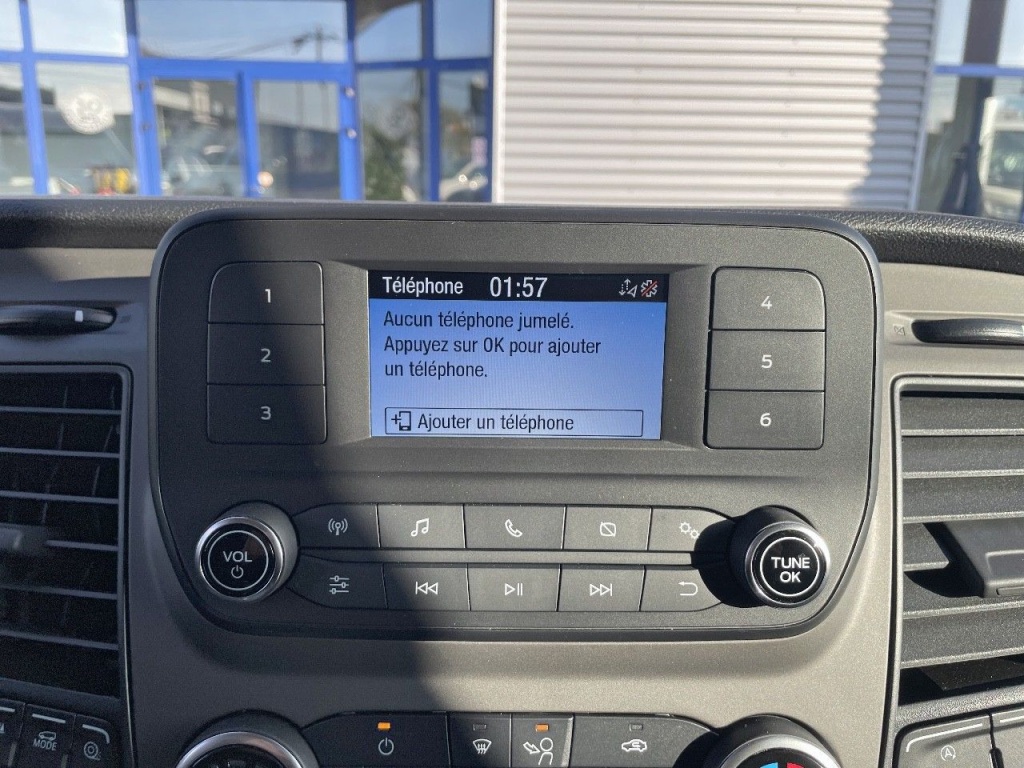 Téléphone 01:57
Aucun téléphone jumelé.
Appuyez sur OK pour ajouter
un téléphone.
Ajouter un téléphone
1
2
3
4
5
6
VOL
TUNE
OK
MODE
A